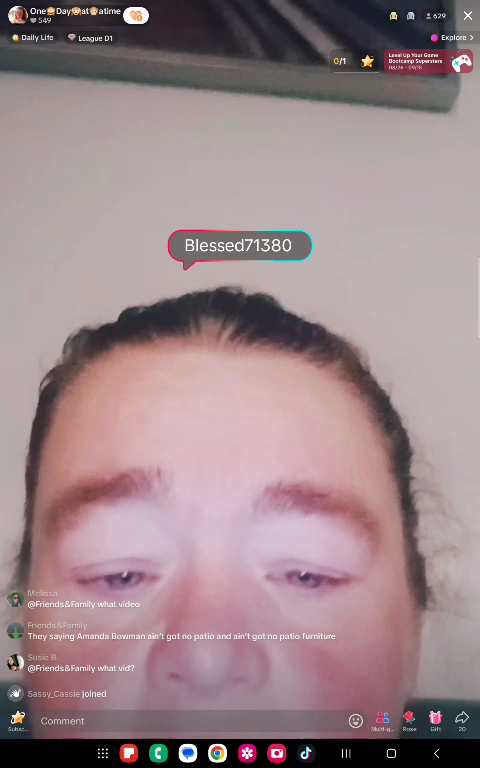 One🍔Day🍔at🍔atime
549
629
Daily Life
League D1
Explore >
0/1
Level Up Your Game
Bootcamp Superstars
Blessed71380
Melissa
@Friends&Family what video
Friends&Family
They saying Amanda Bowman ain't got no patio and ain't got no patio furniture
Susie B.
@Friends&Family what vid?
Sassy_Cassie joined
Comment
Subsc...
Multi-g...
Rose
Gift
20